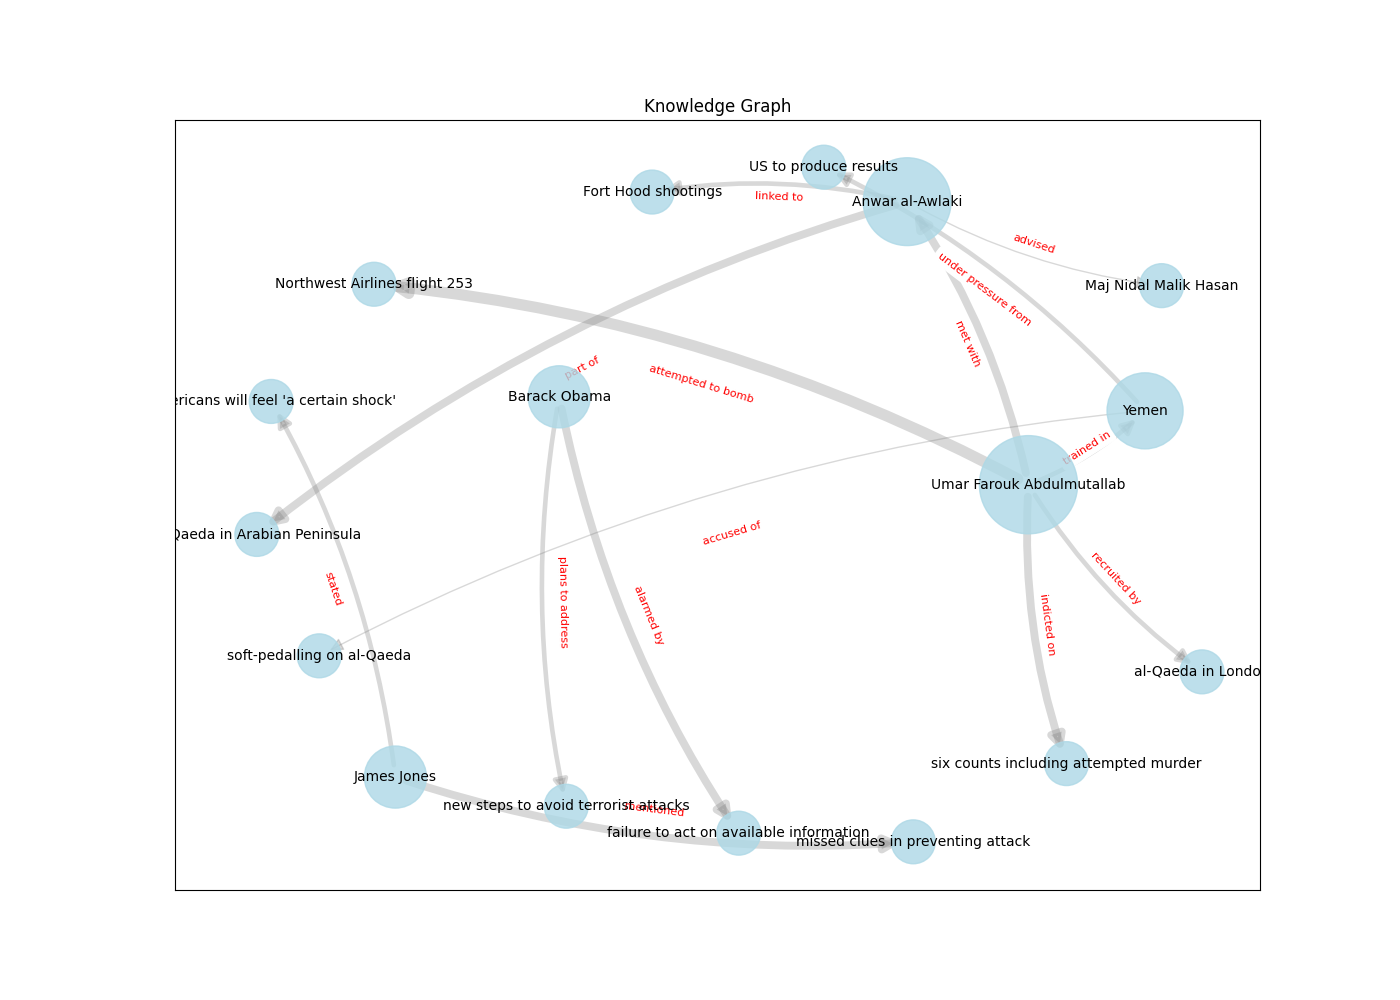 Knowledge Graph
US to produce results
Fort Hood shootings
linked to
Anwar al-Awlaki
advised
under pressure from
Northwest Airlines flight 253
Maj Nidal Malik Hasan
met with
part of
attempted to bomb
ericans will feel 'a certain shock'
Barack Obama
Yemen
trained in
Umar Farouk Abdulmutallab
Qaeda in Arabian Peninsula
accused of
stated
plans to address
alarmed by
recruited by
indicted on
soft-pedalling on al-Qaeda
al-Qaeda in Londo
six counts including attempted murder
James Jones
new steps to avoid terrorist attacks
mentioned
failure to act on available information
missed clues in preventing attack